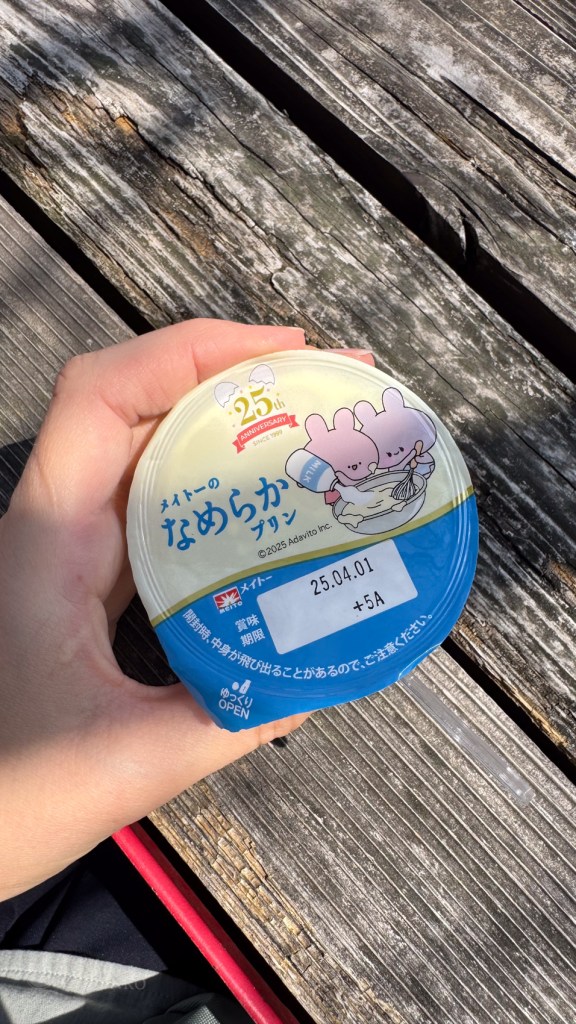 25th
ANNIVERSARY
SINCE 1999
MILK
メイトーの
なめらか
プリン
©2025 Adavito Inc.
メイトー
MEITO
25.04.01
賞味
期限
+5A
開封時、中身が飛び出ることがあるので、ご注意ください。
ゆっくり
OPEN